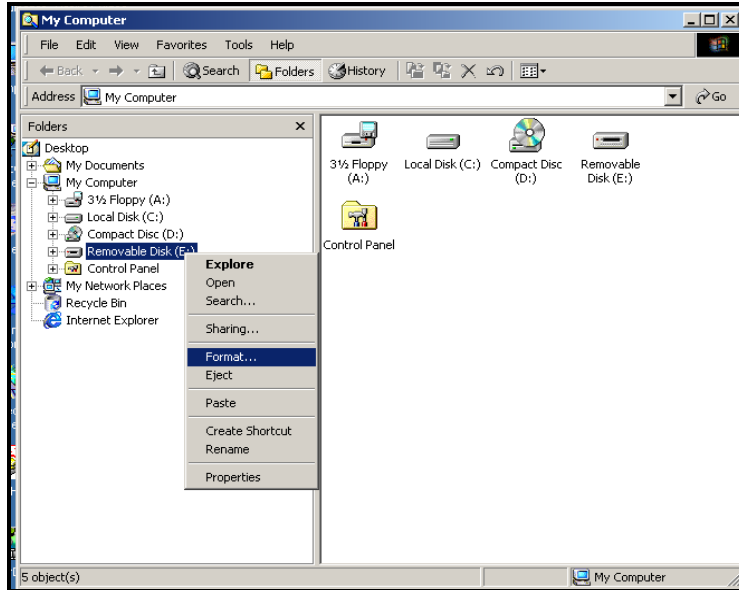 My Computer
File Edit View Favorites Tools Help
Back Search Folders History
Address My Computer Go
Folders
Desktop
My Documents
My Computer
3½ Floppy (A:)
Local Disk (C:)
Compact Disc (D:)
Removable Disk (E:)
Control Panel
My Network Places
Recycle Bin
Internet Explorer
Explore
Open
Search...
Sharing...
Format...
Eject
Paste
Create Shortcut
Rename
Properties
3½ Floppy
(A:)
Local Disk (C:)
Compact Disc
(D:)
Removable
Disk (E:)
Control Panel
5 object(s) My Computer